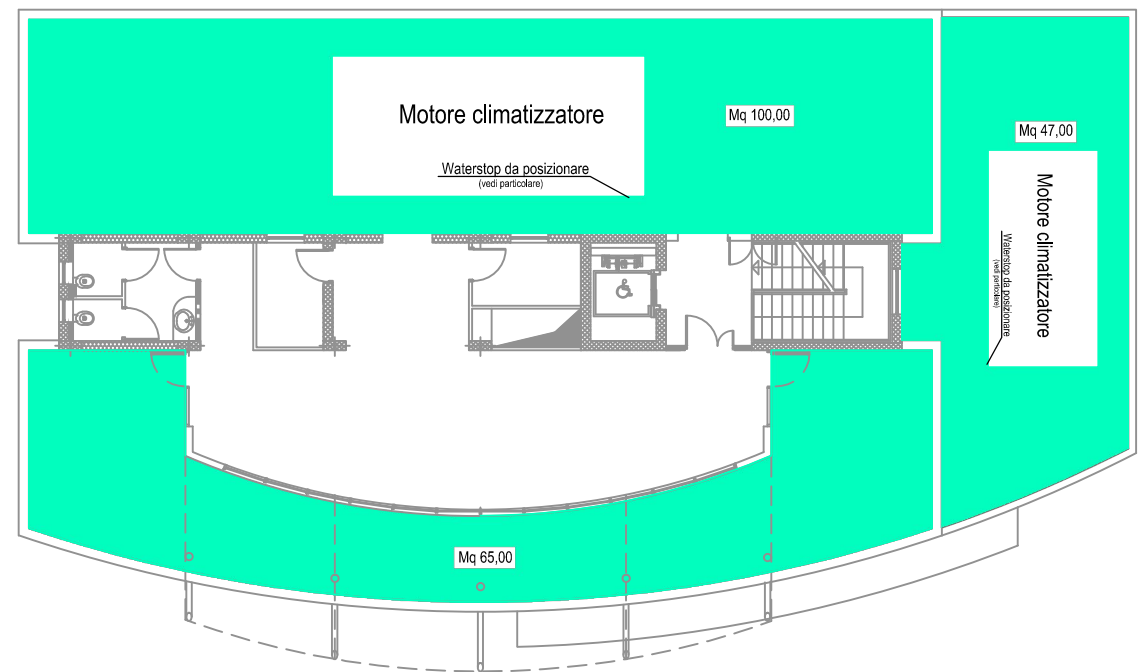 Motore climatizzatore
Mq 100,00
Waterstop da posizionare
(vedi particolare)
Mq 47,00
Motore climatizzatore
Waterstop da posizionare
(vedi particolare)
Mq 65,00